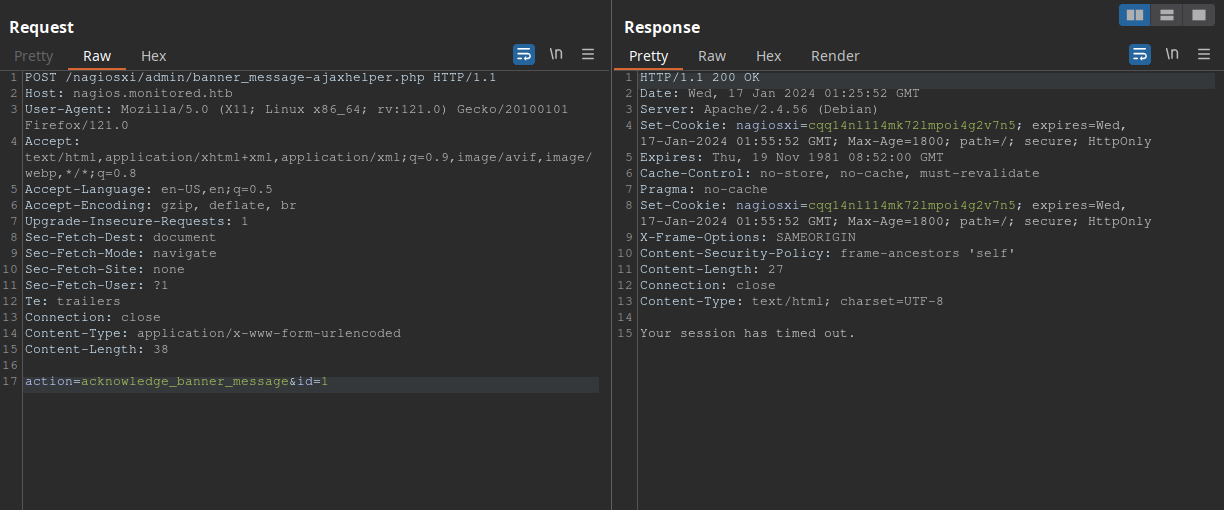 Request
Pretty Raw Hex \n
1 POST /nagiosxi/admin/banner_message-ajaxhelper.php HTTP/1.1
2 Host: nagios.monitored.htb
3 User-Agent: Mozilla/5.0 (X11; Linux x86_64; rv:121.0) Gecko/20100101
Firefox/121.0
4 Accept:
text/html,application/xhtml+xml,application/xml;q=0.9,image/avif,image/
webp,*/*;q=0.8
5 Accept-Language: en-US,en;q=0.5
6 Accept-Encoding: gzip, deflate, br
7 Upgrade-Insecure-Requests: 1
8 Sec-Fetch-Dest: document
9 Sec-Fetch-Mode: navigate
10 Sec-Fetch-Site: none
11 Sec-Fetch-User: ?1
12 Te: trailers
13 Connection: close
14 Content-Type: application/x-www-form-urlencoded
15 Content-Length: 38
16
17 action=acknowledge_banner_message&id=1
Response
Pretty Raw Hex Render \n
1 HTTP/1.1 200 OK
2 Date: Wed, 17 Jan 2024 01:25:52 GMT
3 Server: Apache/2.4.56 (Debian)
4 Set-Cookie: nagiosxi=cqq14nl114mk72lmpoi4g2v7n5; expires=Wed,
17-Jan-2024 01:55:52 GMT; Max-Age=1800; path=/; secure; HttpOnly
5 Expires: Thu, 19 Nov 1981 08:52:00 GMT
6 Cache-Control: no-store, no-cache, must-revalidate
7 Pragma: no-cache
8 Set-Cookie: nagiosxi=cqq14nl114mk72lmpoi4g2v7n5; expires=Wed,
17-Jan-2024 01:55:52 GMT; Max-Age=1800; path=/; secure; HttpOnly
9 X-Frame-Options: SAMEORIGIN
10 Content-Security-Policy: frame-ancestors 'self'
11 Content-Length: 27
12 Connection: close
13 Content-Type: text/html; charset=UTF-8
14
15 Your session has timed out.